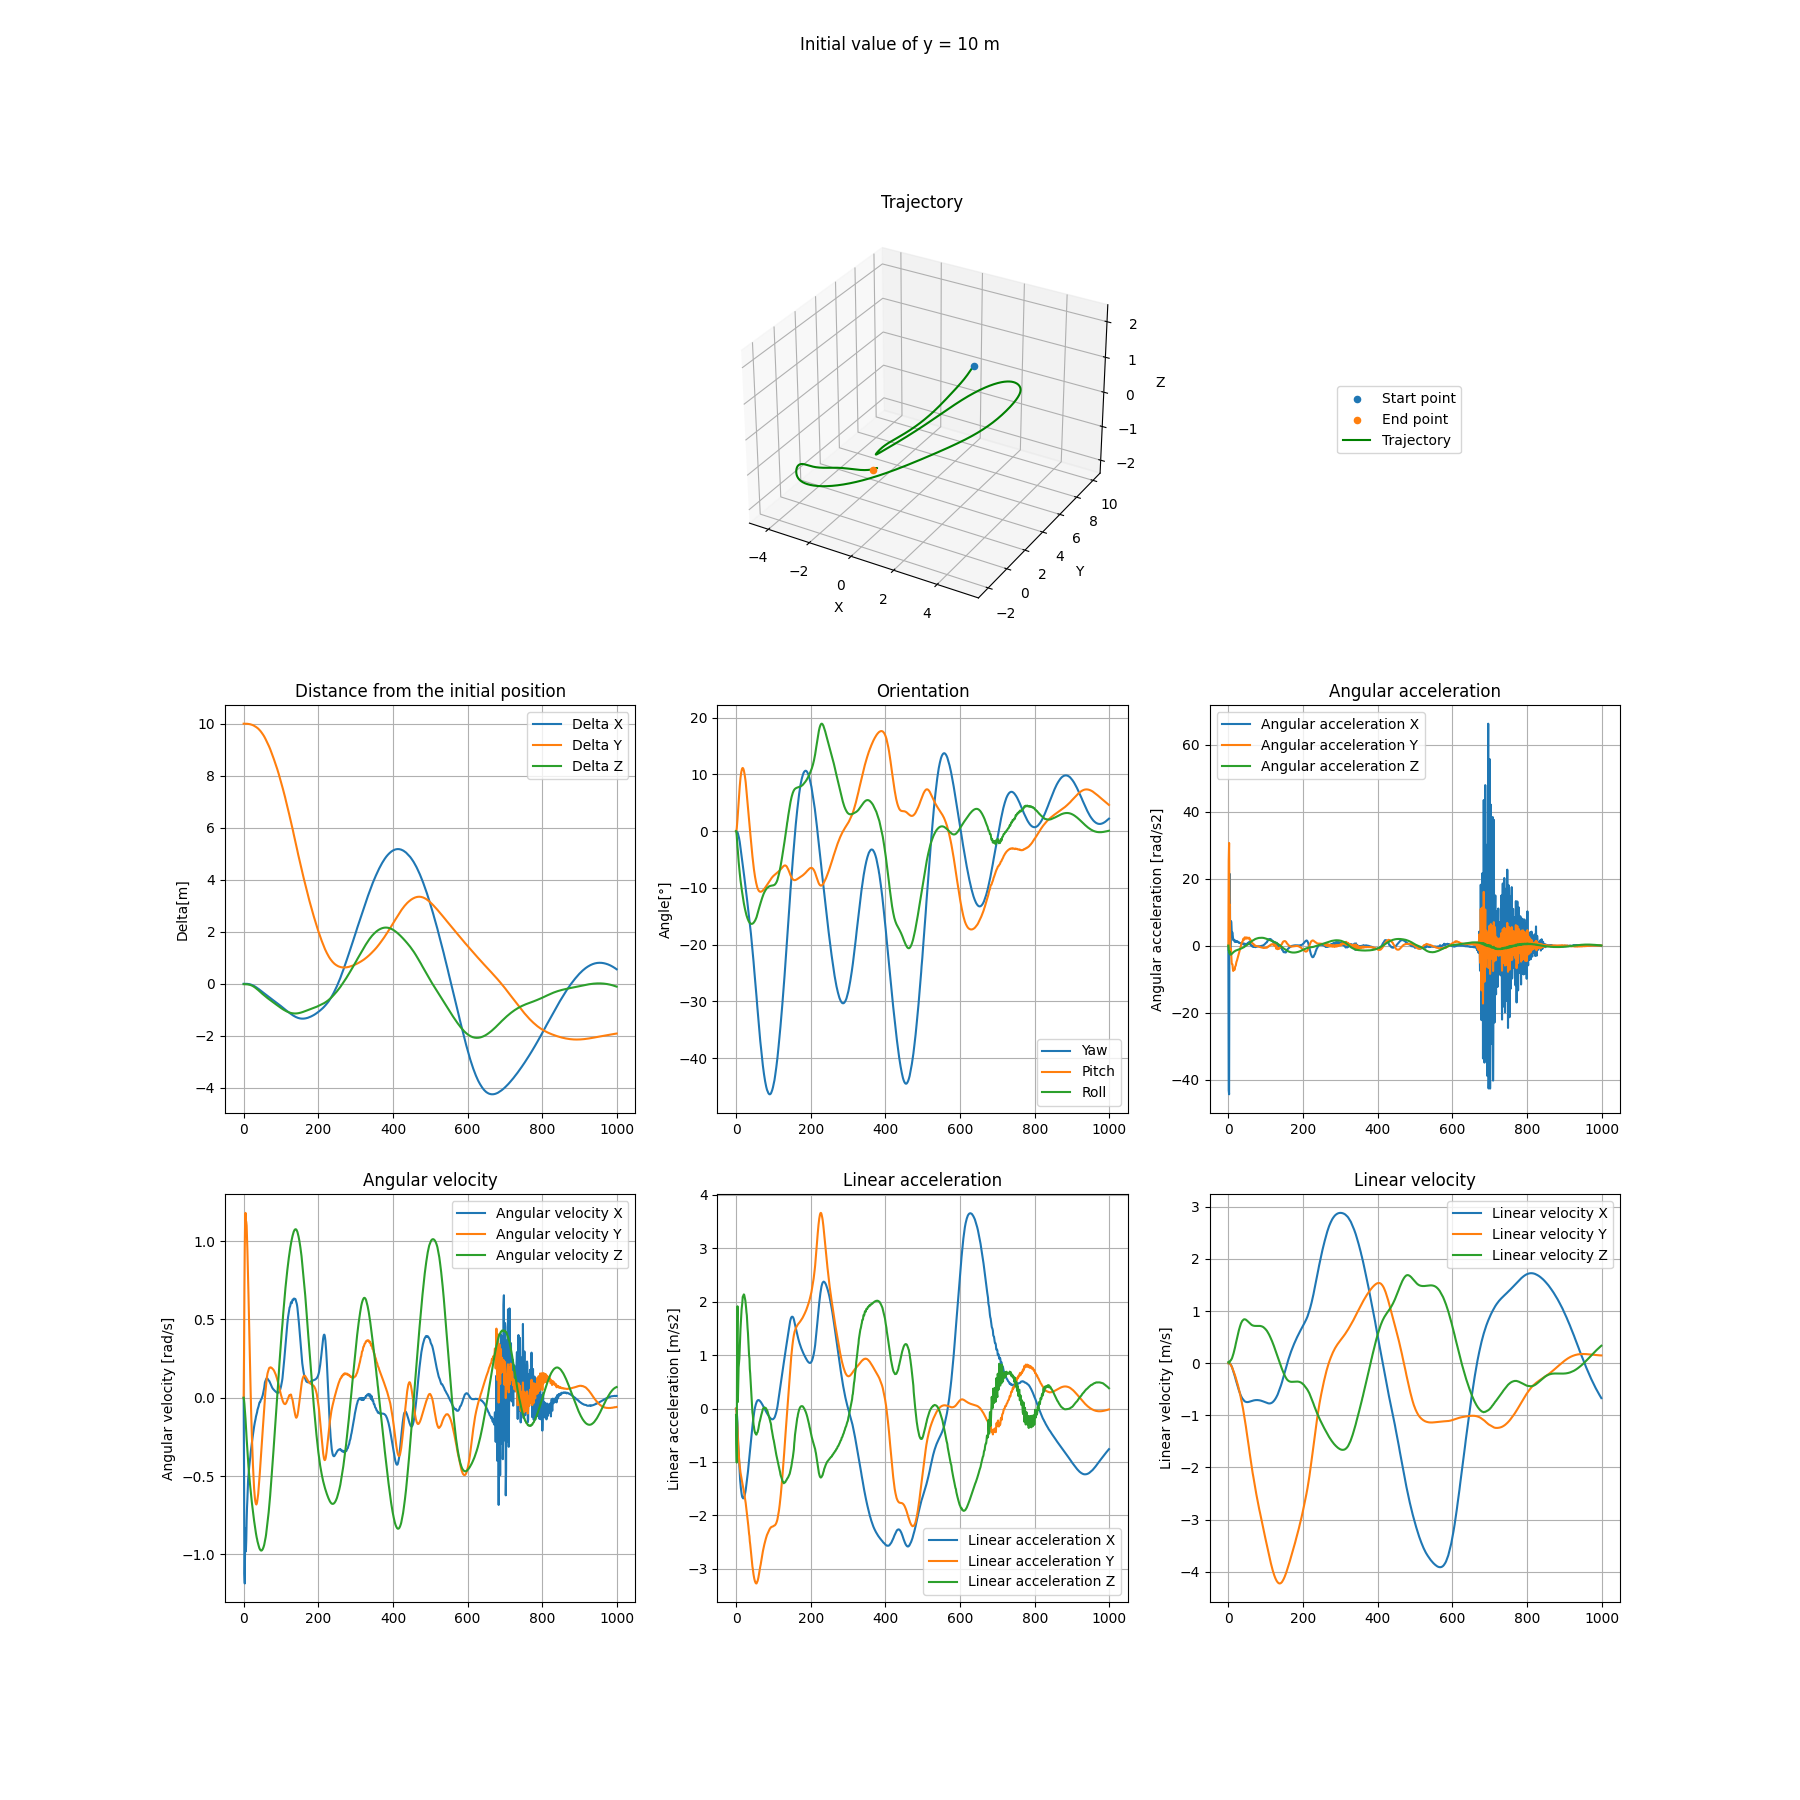 Initial value of y = 10 m
Trajectory
2
1
0
−1
−2
Z
10
8
6
4
2
0
−2
Y
−4
−2
0
2
4
X
Start point
End point
Trajectory
Distance from the initial position
Delta[m]
10
8
6
4
2
0
−2
−4
Delta X
Delta Y
Delta Z
0 200 400 600 800 1000
Orientation
Angle[°]
20
10
0
−10
−20
−30
−40
Yaw
Pitch
Roll
0 200 400 600 800 1000
Angular acceleration
Angular acceleration [rad/s2]
60
40
20
0
−20
−40
Angular acceleration X
Angular acceleration Y
Angular acceleration Z
0 200 400 600 800 1000
Angular velocity
Angular velocity [rad/s]
1.0
0.5
0.0
−0.5
−1.0
Angular velocity X
Angular velocity Y
Angular velocity Z
0 200 400 600 800 1000
Linear acceleration
Linear acceleration [m/s2]
4
3
2
1
0
−1
−2
−3
Linear acceleration X
Linear acceleration Y
Linear acceleration Z
0 200 400 600 800 1000
Linear velocity
Linear velocity [m/s]
3
2
1
0
−1
−2
−3
−4
Linear velocity X
Linear velocity Y
Linear velocity Z
0 200 400 600 800 1000